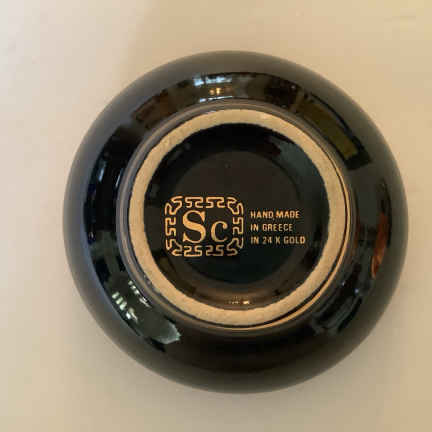 Sc
HAND MADE
IN GREECE
IN 24 K GOLD